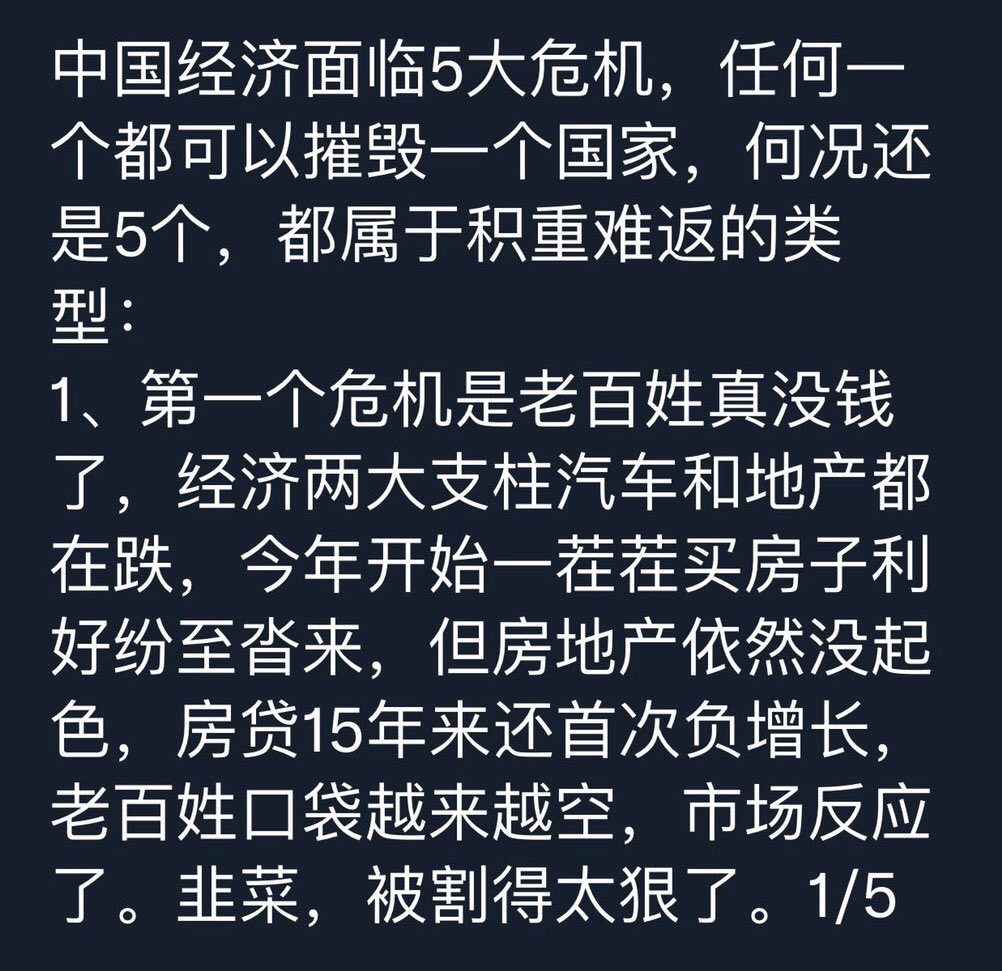 中国经济面临5大危机，任何一
个都可以摧毁一个国家，何况还
是5个，都属于积重难返的类
型：
1、第一个危机是老百姓真没钱
了，经济两大支柱汽车和地产都
在跌，今年开始一茬茬买房子利
好纷至沓来，但房地产依然没起
色，房贷15年来还首次负增长，
老百姓口袋越来越空，市场反应
了。韭菜，被割得太狠了。1/5